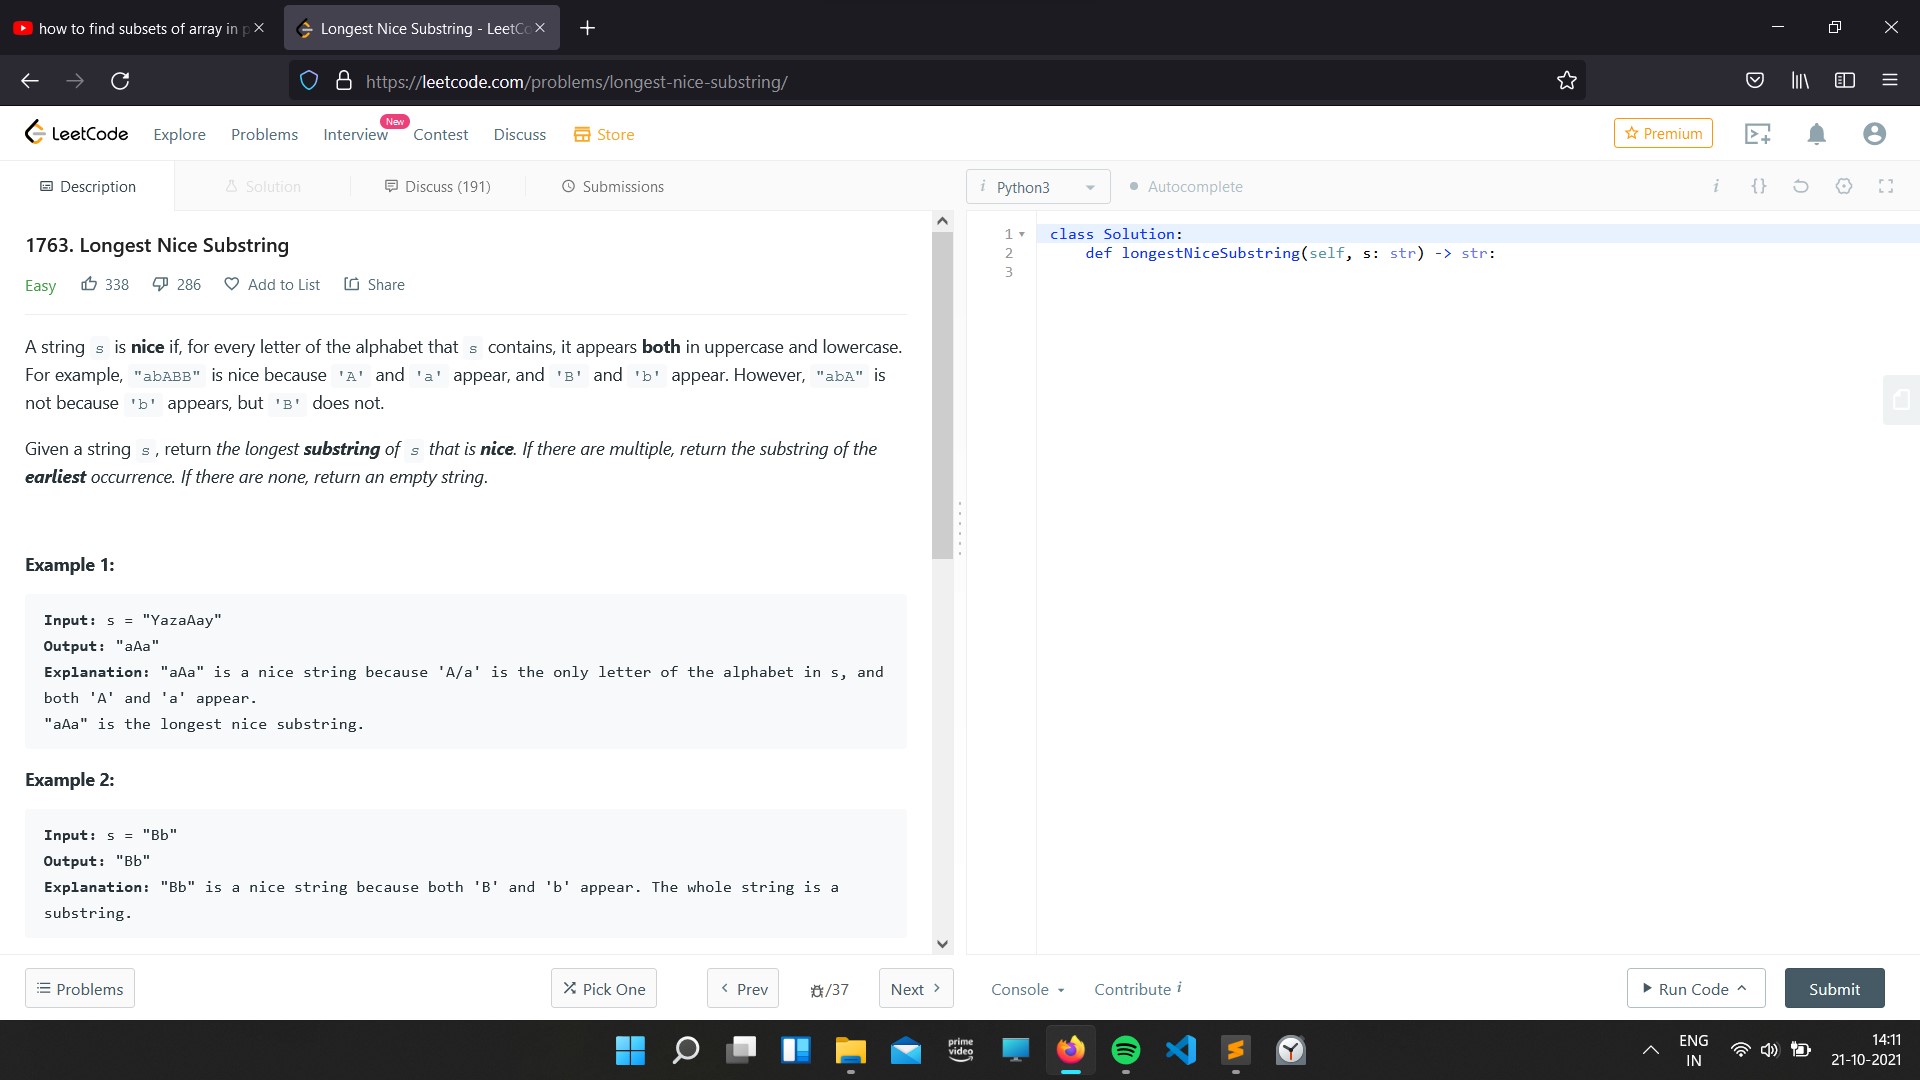 how to find subsets of array in p
Longest Nice Substring - LeetCo
https://leetcode.com/problems/longest-nice-substring/
LeetCode Explore Problems Interview New Contest Discuss Store Premium
Description Solution Discuss (191) Submissions
Python3 Autocomplete
1763. Longest Nice Substring
Easy 338 286 Add to List Share
A string s is nice if, for every letter of the alphabet that s contains, it appears both in uppercase and lowercase.
For example, "abABB" is nice because 'A' and 'a' appear, and 'B' and 'b' appear. However, "abA" is
not because 'b' appears, but 'B' does not.
Given a string s, return the longest substring of s that is nice. If there are multiple, return the substring of the
earliest occurrence. If there are none, return an empty string.
Example 1:
Input: s = "YazaAay"
Output: "aAa"
Explanation: "aAa" is a nice string because 'A/a' is the only letter of the alphabet in s, and
both 'A' and 'a' appear.
"aAa" is the longest nice substring.
Example 2:
Input: s = "Bb"
Output: "Bb"
Explanation: "Bb" is a nice string because both 'B' and 'b' appear. The whole string is a
substring.
1 class Solution:
2 def longestNiceSubstring(self, s: str) -> str:
3
Problems Pick One Prev /37 Next Console Contribute i Run Code Submit
prime
video
ENG
IN
14:11
21-10-2021